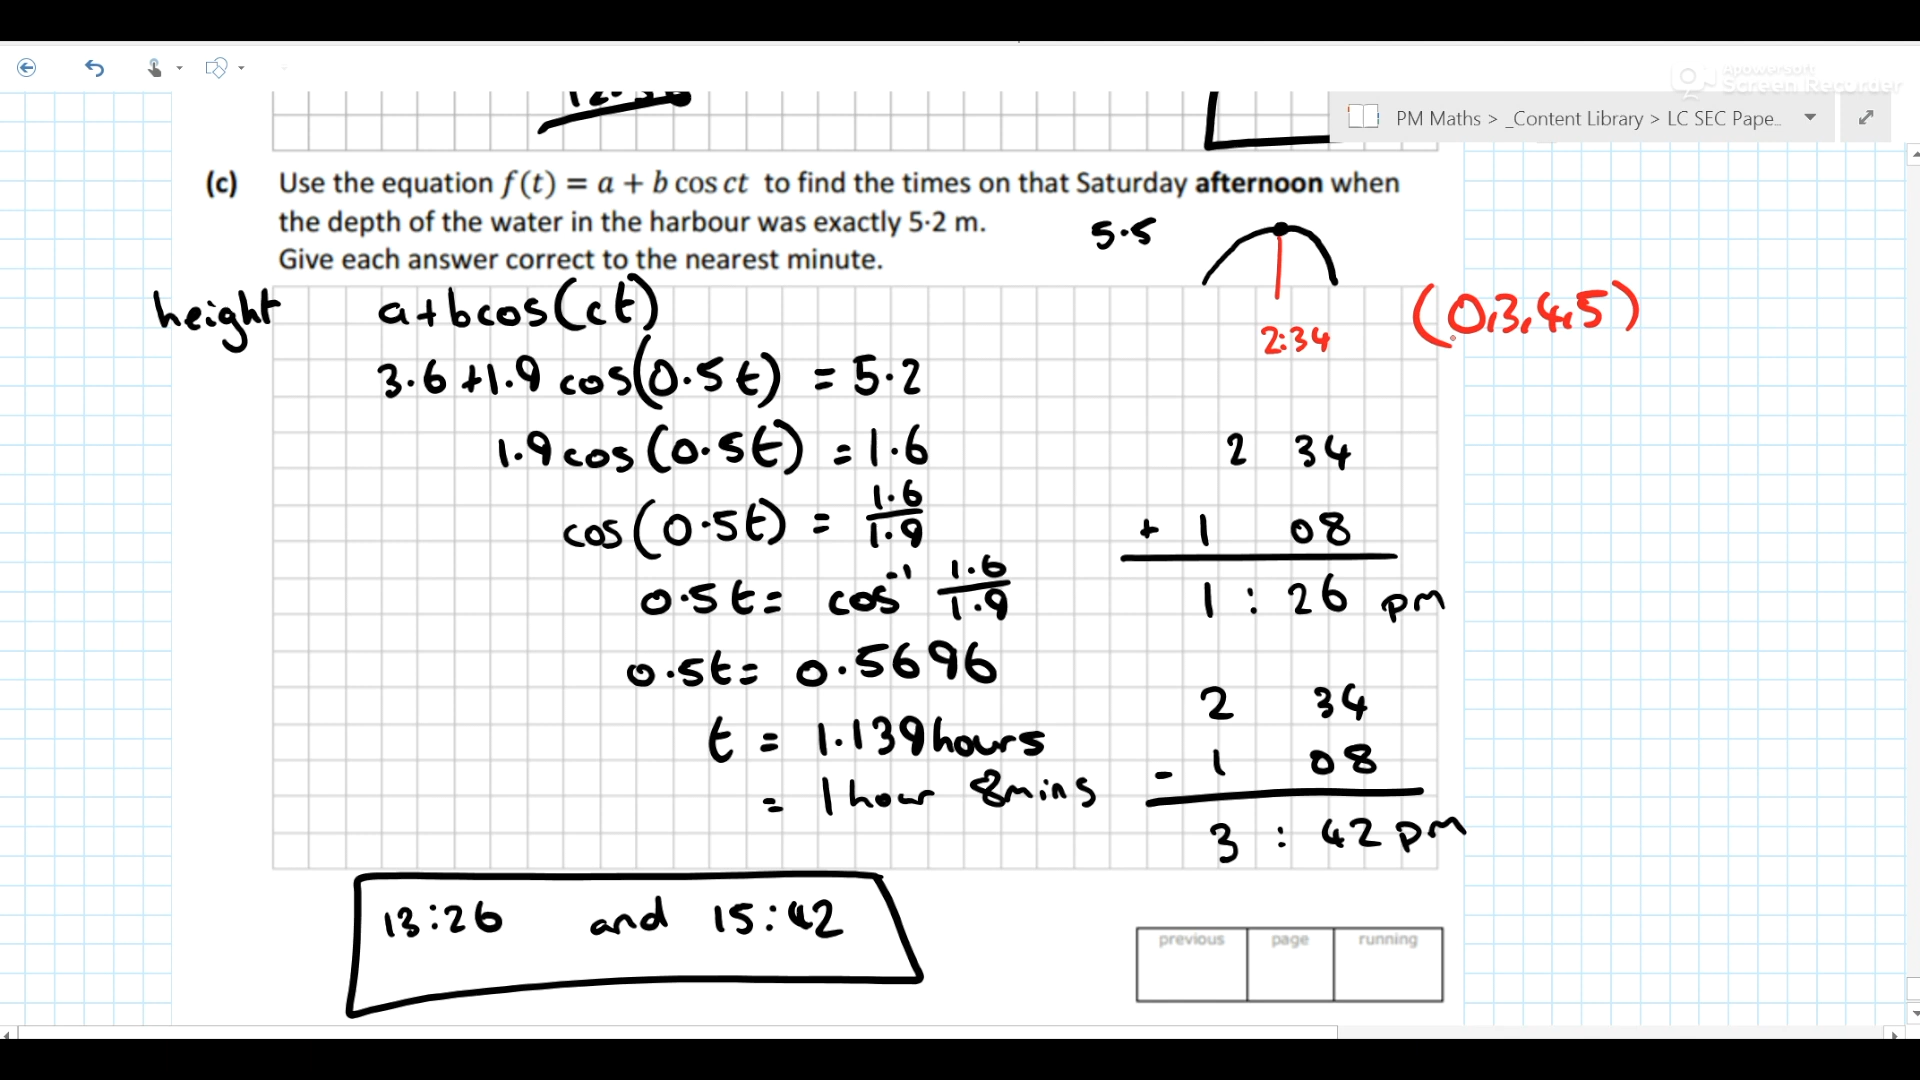 Apowersoft
Screen Recorder
PM Maths > _Content Library > LC SEC Pape...
(c) Use the equation f(t) = a + b cos ct to find the times on that Saturday afternoon when
the depth of the water in the harbour was exactly 5·2 m.
Give each answer correct to the nearest minute.
5·5
2:34
(0,3,4,5)
height a+bcos(ct)
3·6+1·9 cos(0·5t) = 5·2
1·9cos(0·5t) = 1·6
cos(0·5t) = 1·6/1·9
0·5t = cos⁻¹ 1·6/1·9
0·5t = 0·5696
t = 1·139hours
= 1 hour 8mins
2 34
+ 1 08
1 : 26 pm
2 34
- 1 08
3 : 42 pm
13:26 and 15:42
previous page running